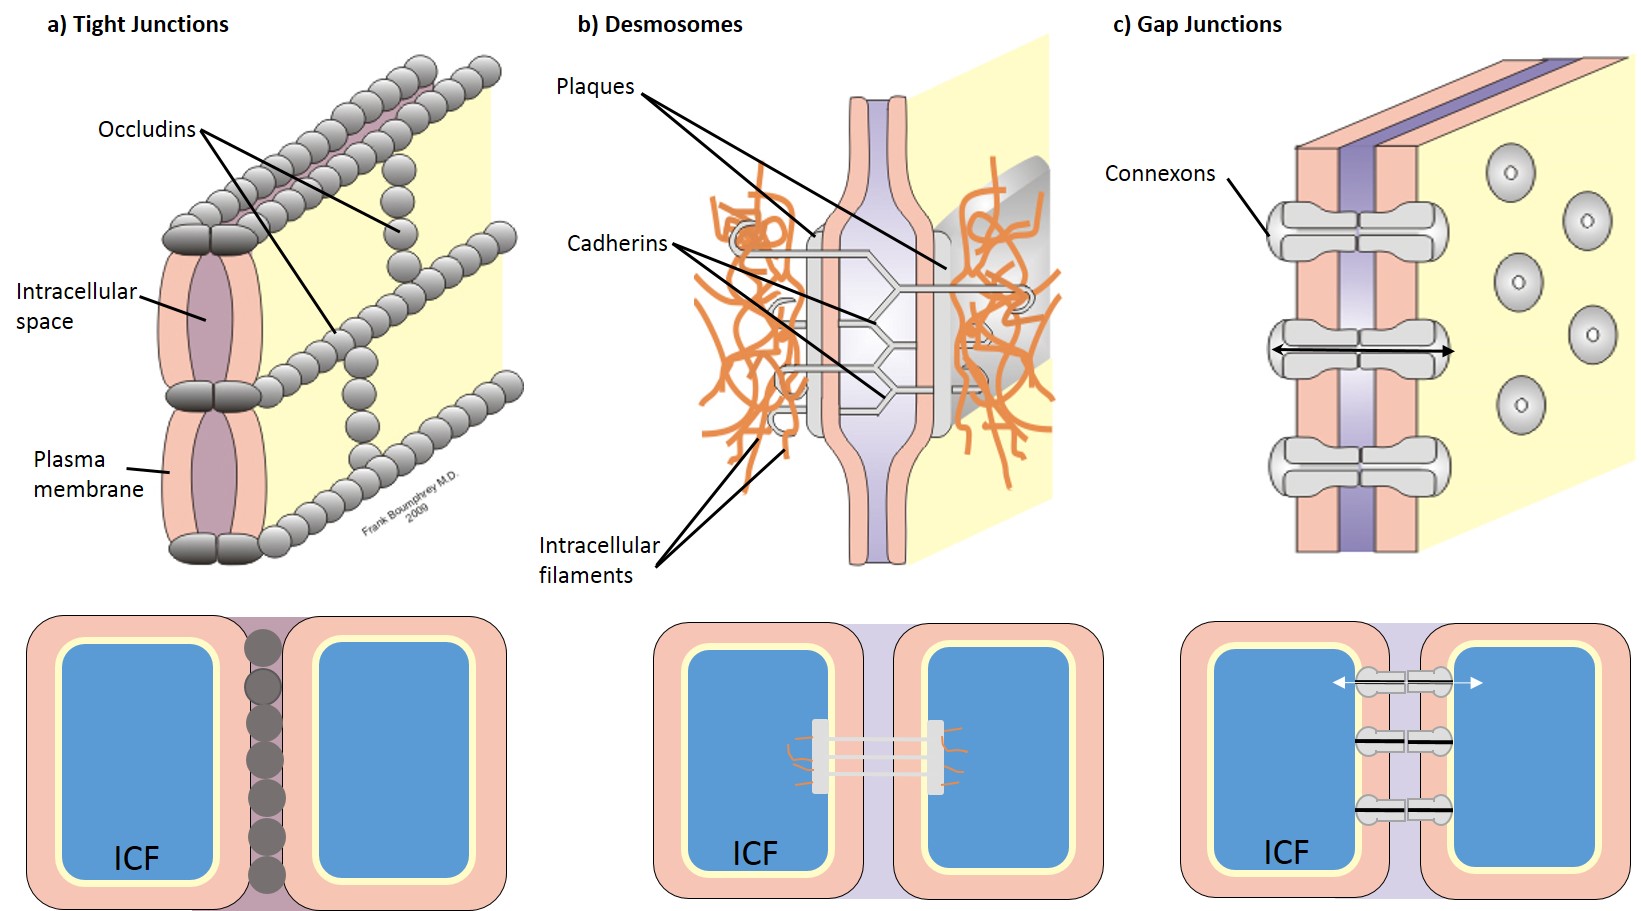 a) Tight Junctions
Occludins
Intracellular
space
Plasma
membrane
Frank Boumphrey M.D.
2009
ICF
b) Desmosomes
Plaques
Cadherins
Intracellular
filaments
ICF
c) Gap Junctions
Connexons
ICF